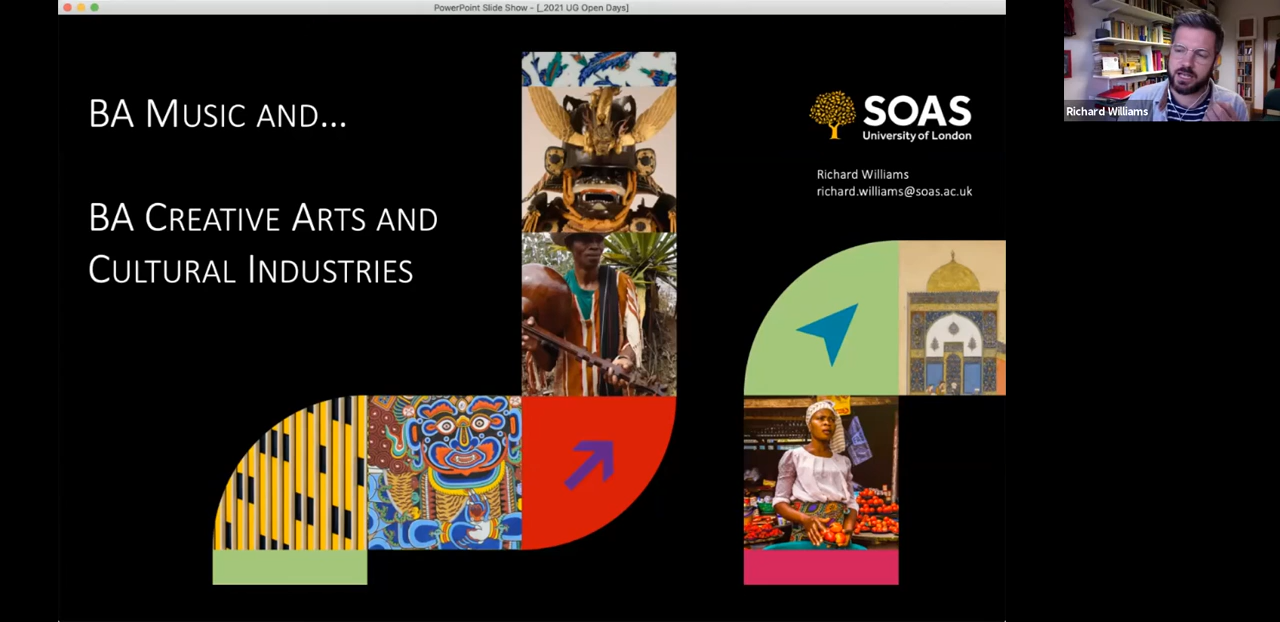 PowerPoint Slide Show - [_2021 UG Open Days]
BA MUSIC AND...
BA CREATIVE ARTS AND
CULTURAL INDUSTRIES
SOAS
University of London
Richard Williams
richard.williams@soas.ac.uk
Richard Williams